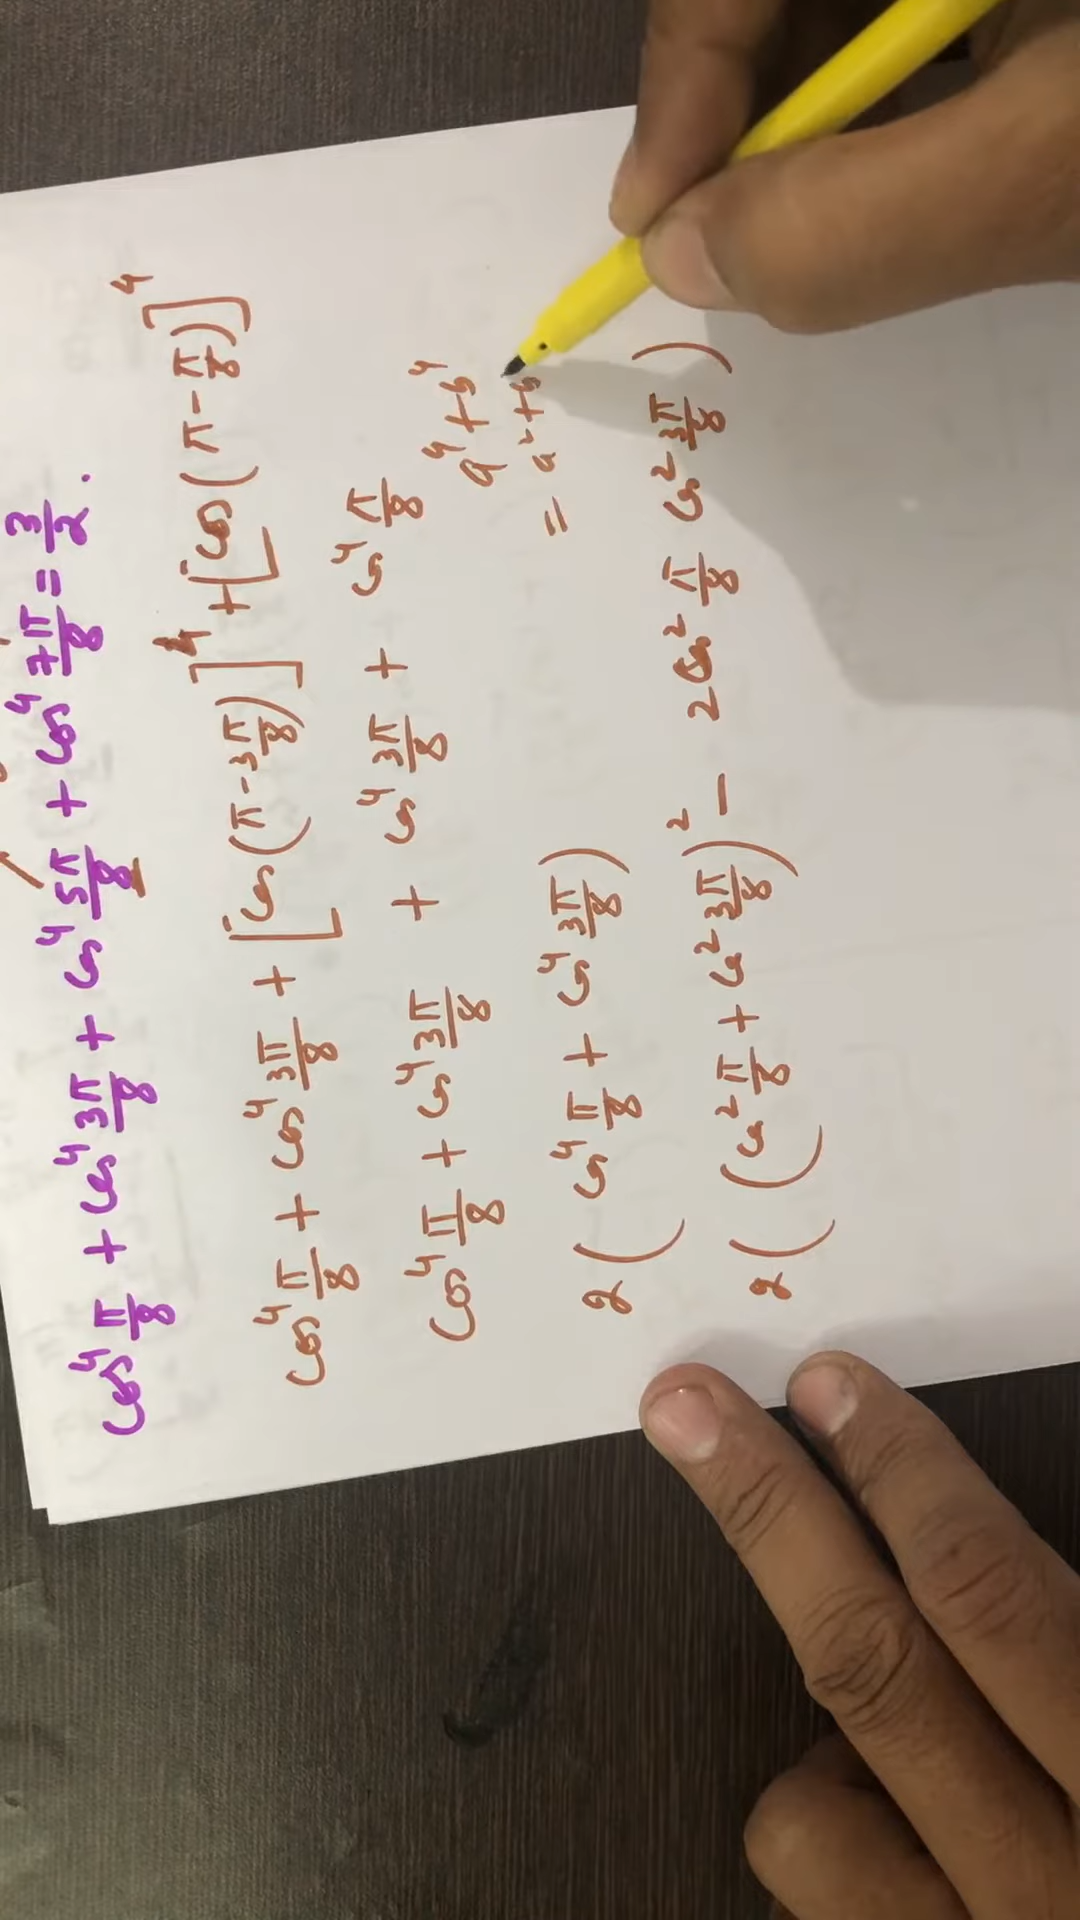 cos⁴ π/8 + cos⁴ 3π/8 + cos⁴ 5π/8 + cos⁴ 7π/8 = 3/2.
cos⁴ π/8 + cos⁴ 3π/8 + [cos(π - 3π/8)]⁴ + [cos(π - π/8)]⁴
cos⁴ π/8 + cos⁴ 3π/8 + cos⁴ 3π/8 + cos⁴ π/8
a⁴ + b⁴
2 ( cos⁴ π/8 + cos⁴ 3π/8 )
= a² + b
2 ( (cos² π/8 + cos² 3π/8)² - 2cos² π/8 cos² 3π/8 )